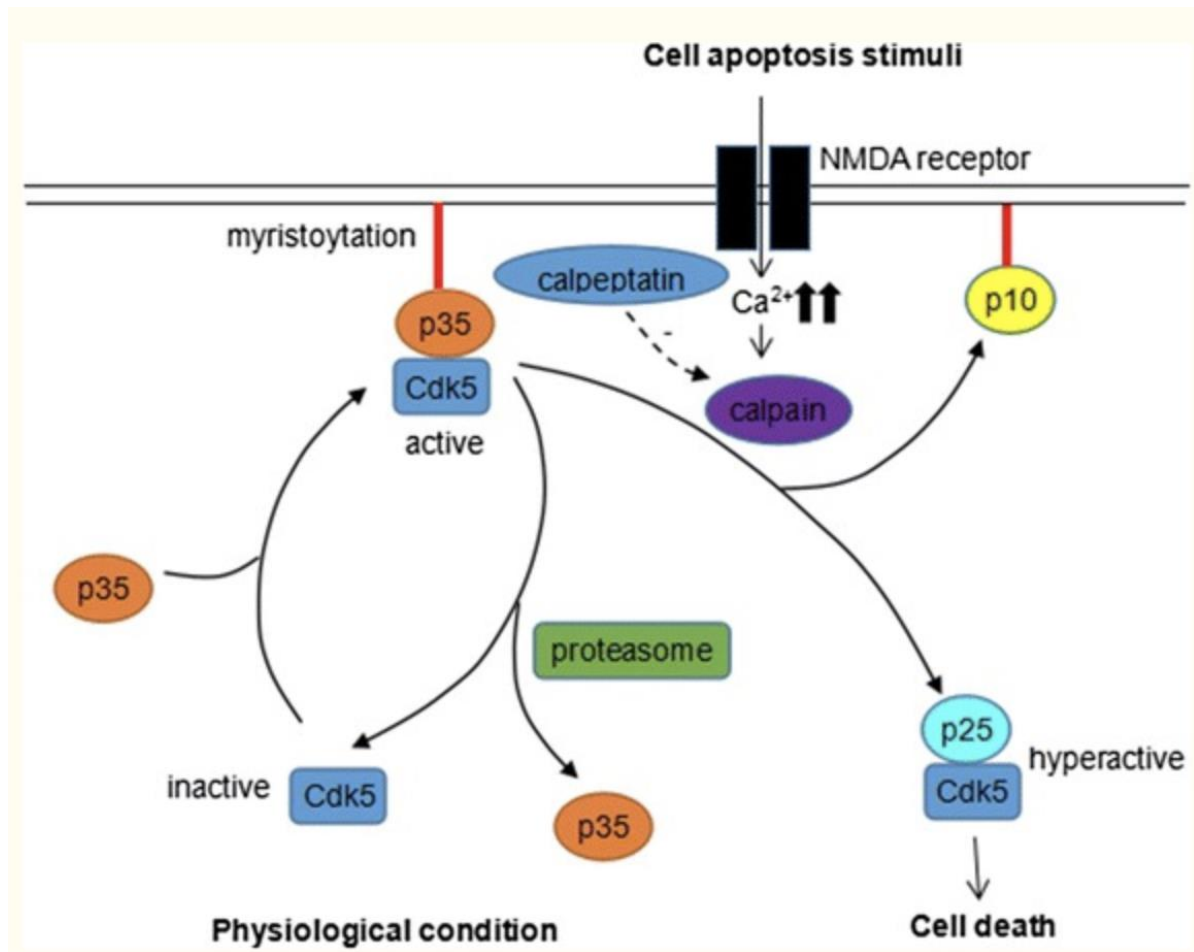 Cell apoptosis stimuli
NMDA receptor
myristoytation
calpeptatin
Ca²⁺
p10
p35
-
Cdk5
calpain
active
p35
proteasome
p25
hyperactive
inactive
Cdk5
Cdk5
p35
Physiological condition
Cell death